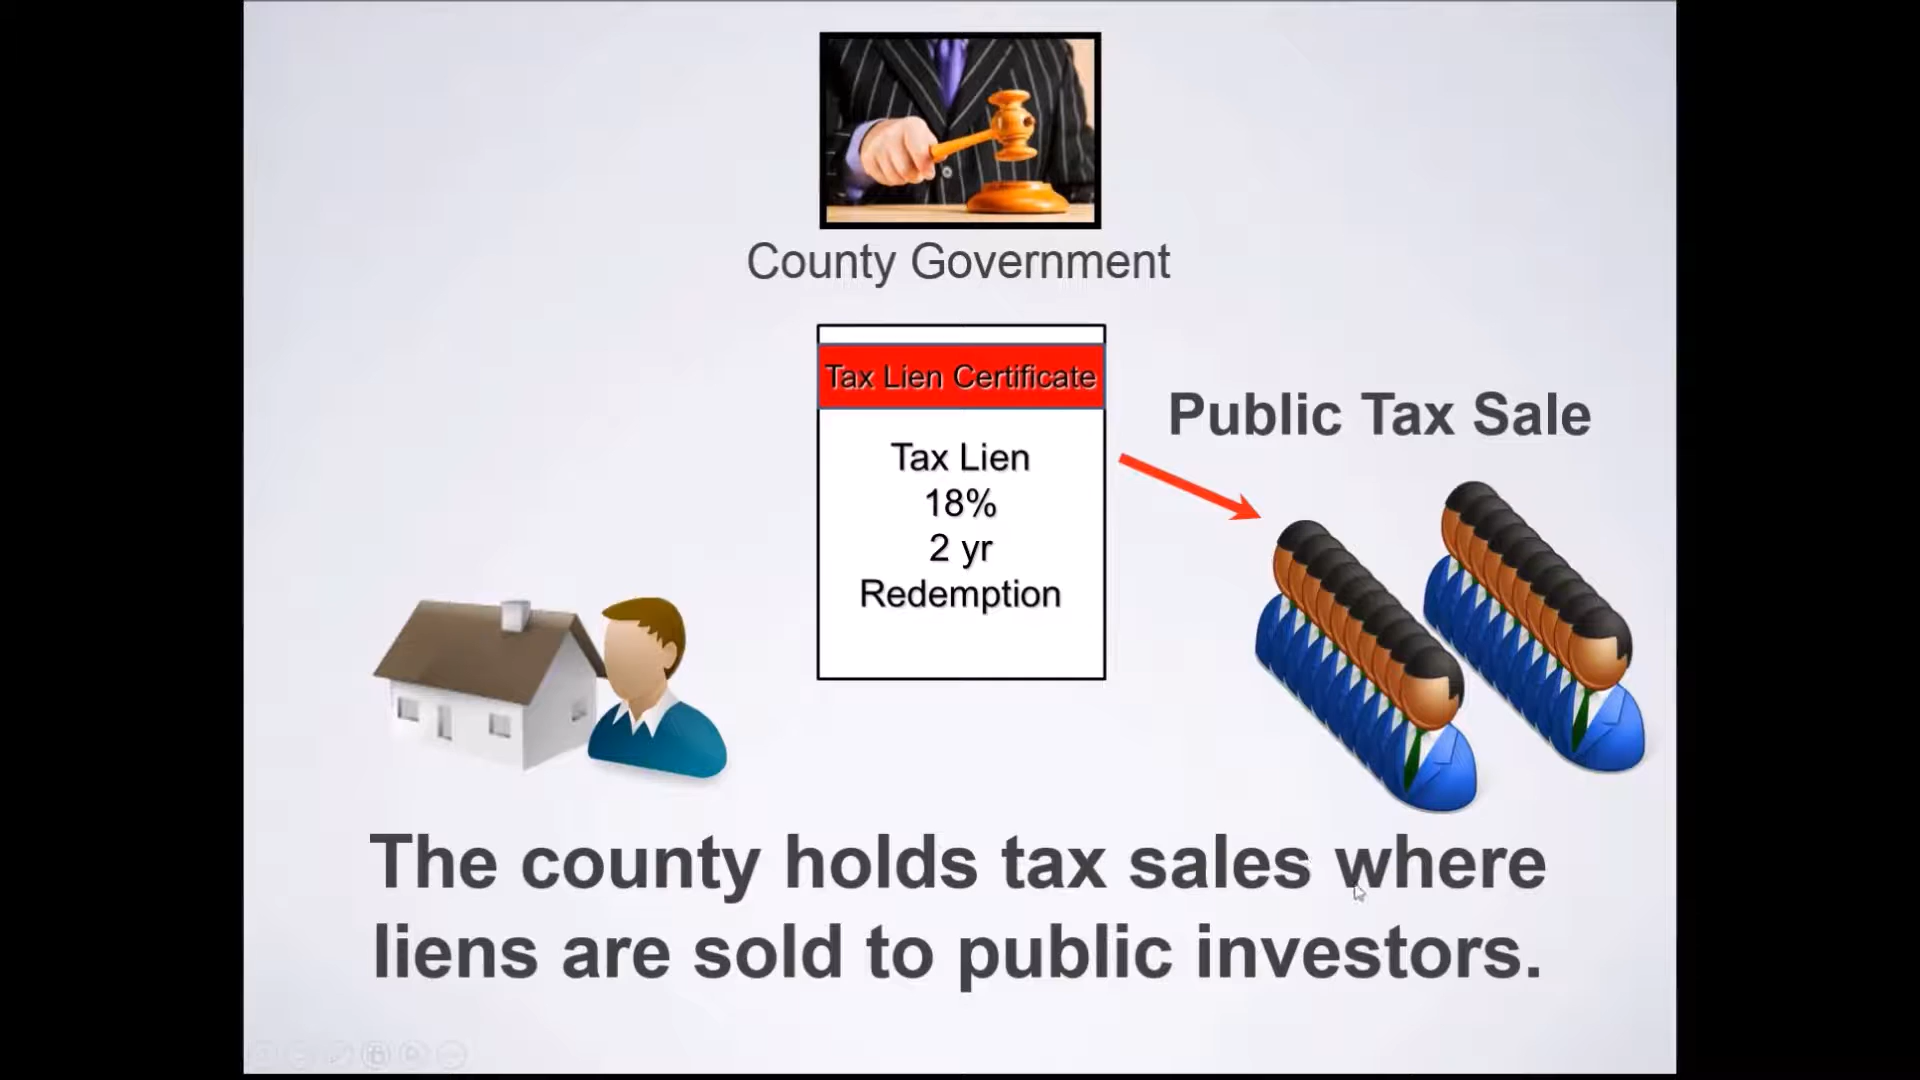 County Government
Tax Lien Certificate
Tax Lien
18%
2 yr
Redemption
Public Tax Sale
The county holds tax sales where
liens are sold to public investors.